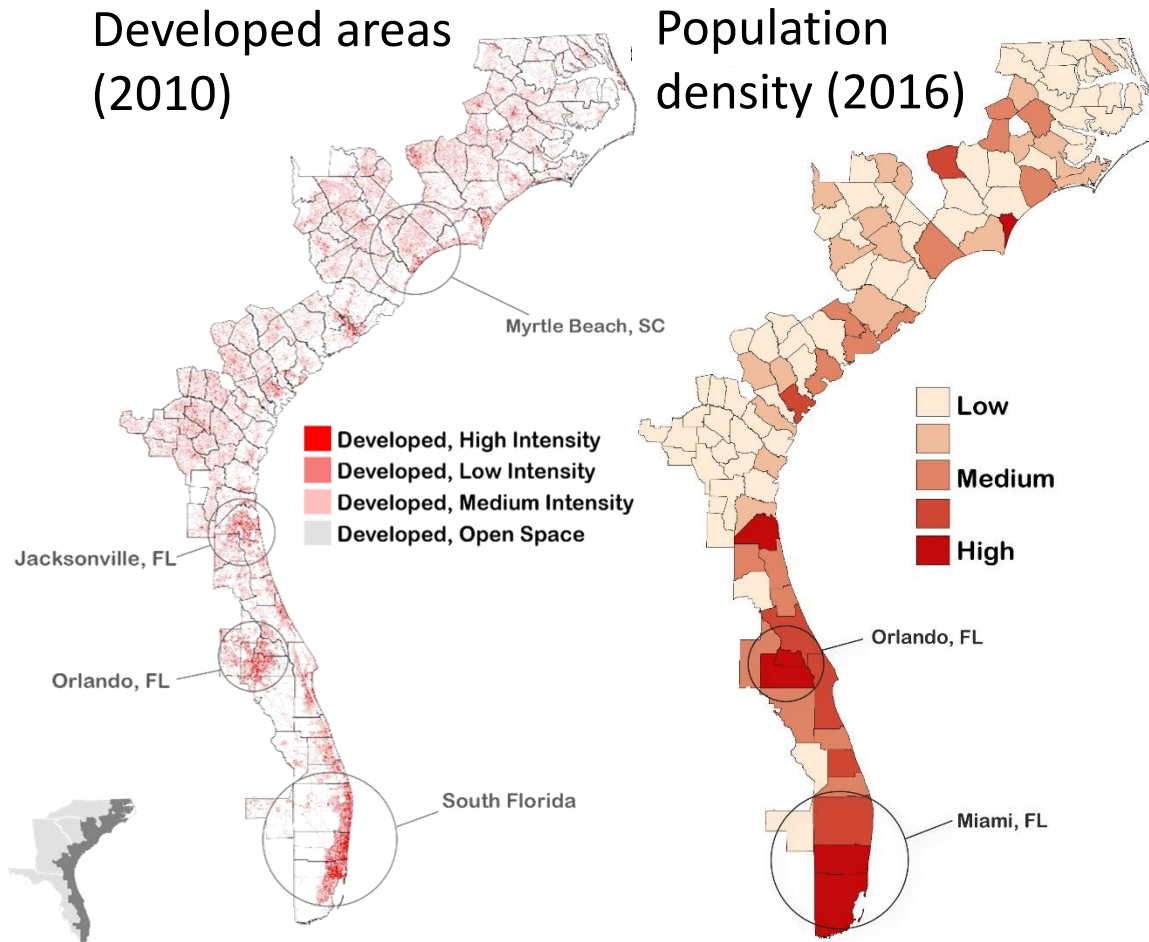 Developed areas
(2010)
Myrtle Beach, SC
Developed, High Intensity
Developed, Low Intensity
Developed, Medium Intensity
Developed, Open Space
Jacksonville, FL
Orlando, FL
South Florida
Population
density (2016)
Low
Medium
High
Orlando, FL
Miami, FL